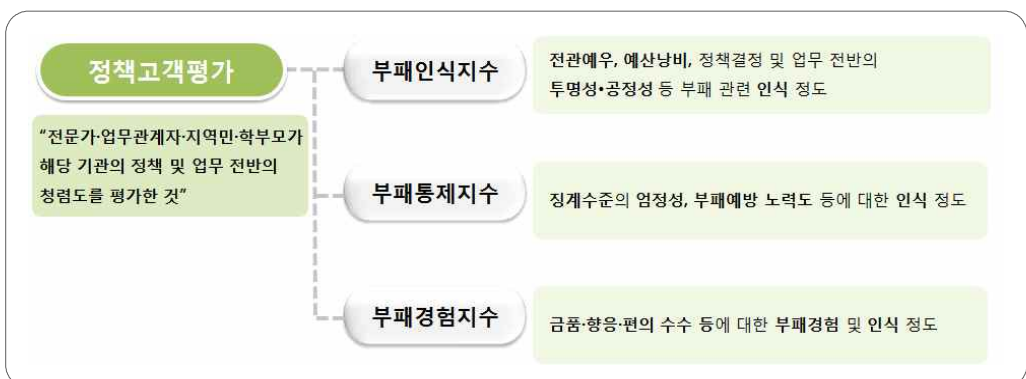 정책고객평가
"전문가·업무관계자·지역민·학부모가
해당 기관의 정책 및 업무 전반의
청렴도를 평가한 것"
부패인식지수
전관예우, 예산낭비, 정책결정 및 업무 전반의
투명성•공정성 등 부패 관련 인식 정도
부패통제지수
징계수준의 엄정성, 부패예방 노력도 등에 대한 인식 정도
부패경험지수
금품·향응·편의 수수 등에 대한 부패경험 및 인식 정도